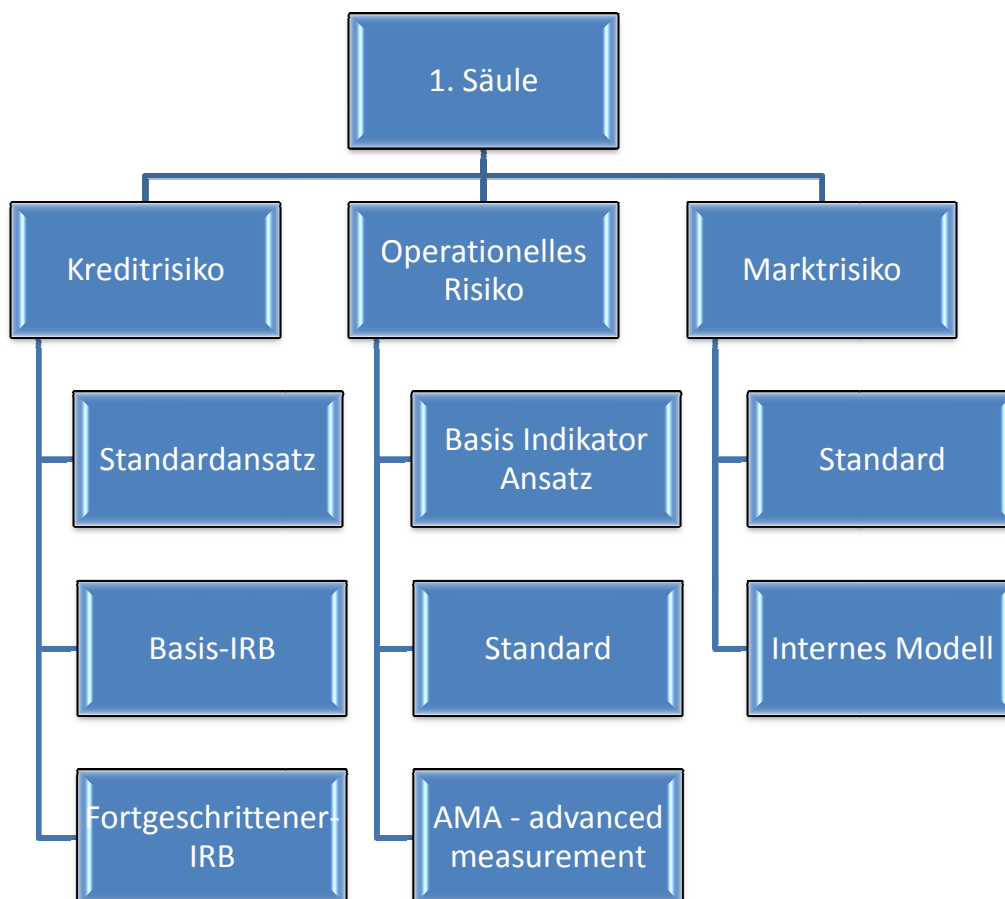 1. Säule
Kreditrisiko
Operationelles
Risiko
Marktrisiko
Standardansatz
Basis Indikator
Ansatz
Standard
Basis-IRB
Standard
Internes Modell
Fortgeschrittener-
IRB
AMA - advanced
measurement